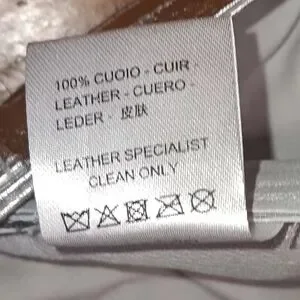 100% CUOIO - CUIR -
LEATHER - CUERO -
LEDER - 皮肤
LEATHER SPECIALIST
CLEAN ONLY